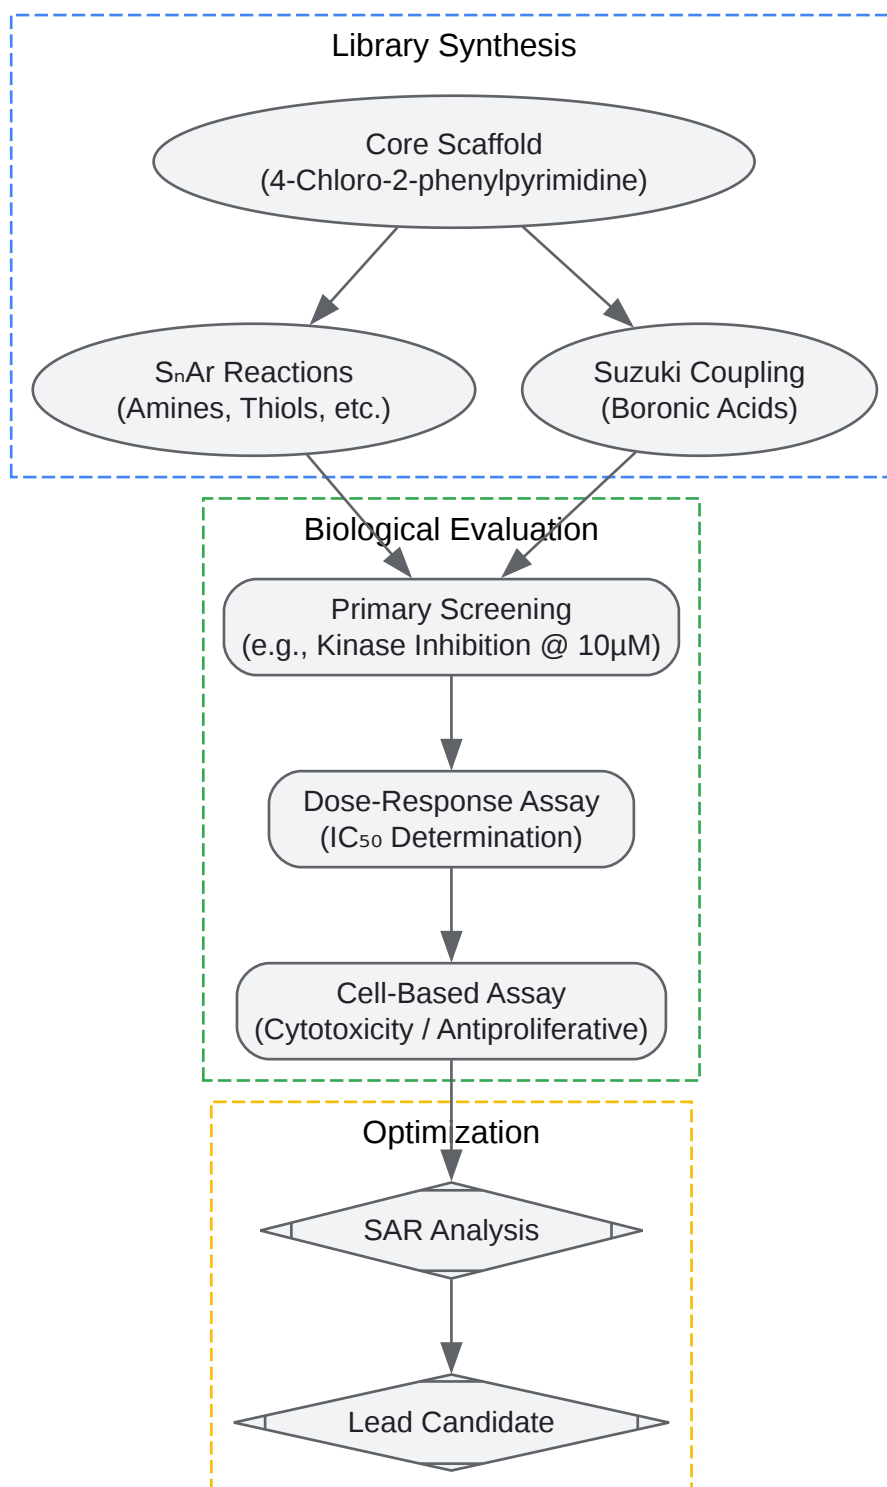 Library Synthesis
Core Scaffold
(4-Chloro-2-phenylpyrimidine)
SₙAr Reactions
(Amines, Thiols, etc.)
Suzuki Coupling
(Boronic Acids)
Biological Evaluation
Primary Screening
(e.g., Kinase Inhibition @ 10µM)
Dose-Response Assay
(IC₅₀ Determination)
Cell-Based Assay
(Cytotoxicity / Antiproliferative)
Optimization
SAR Analysis
Lead Candidate